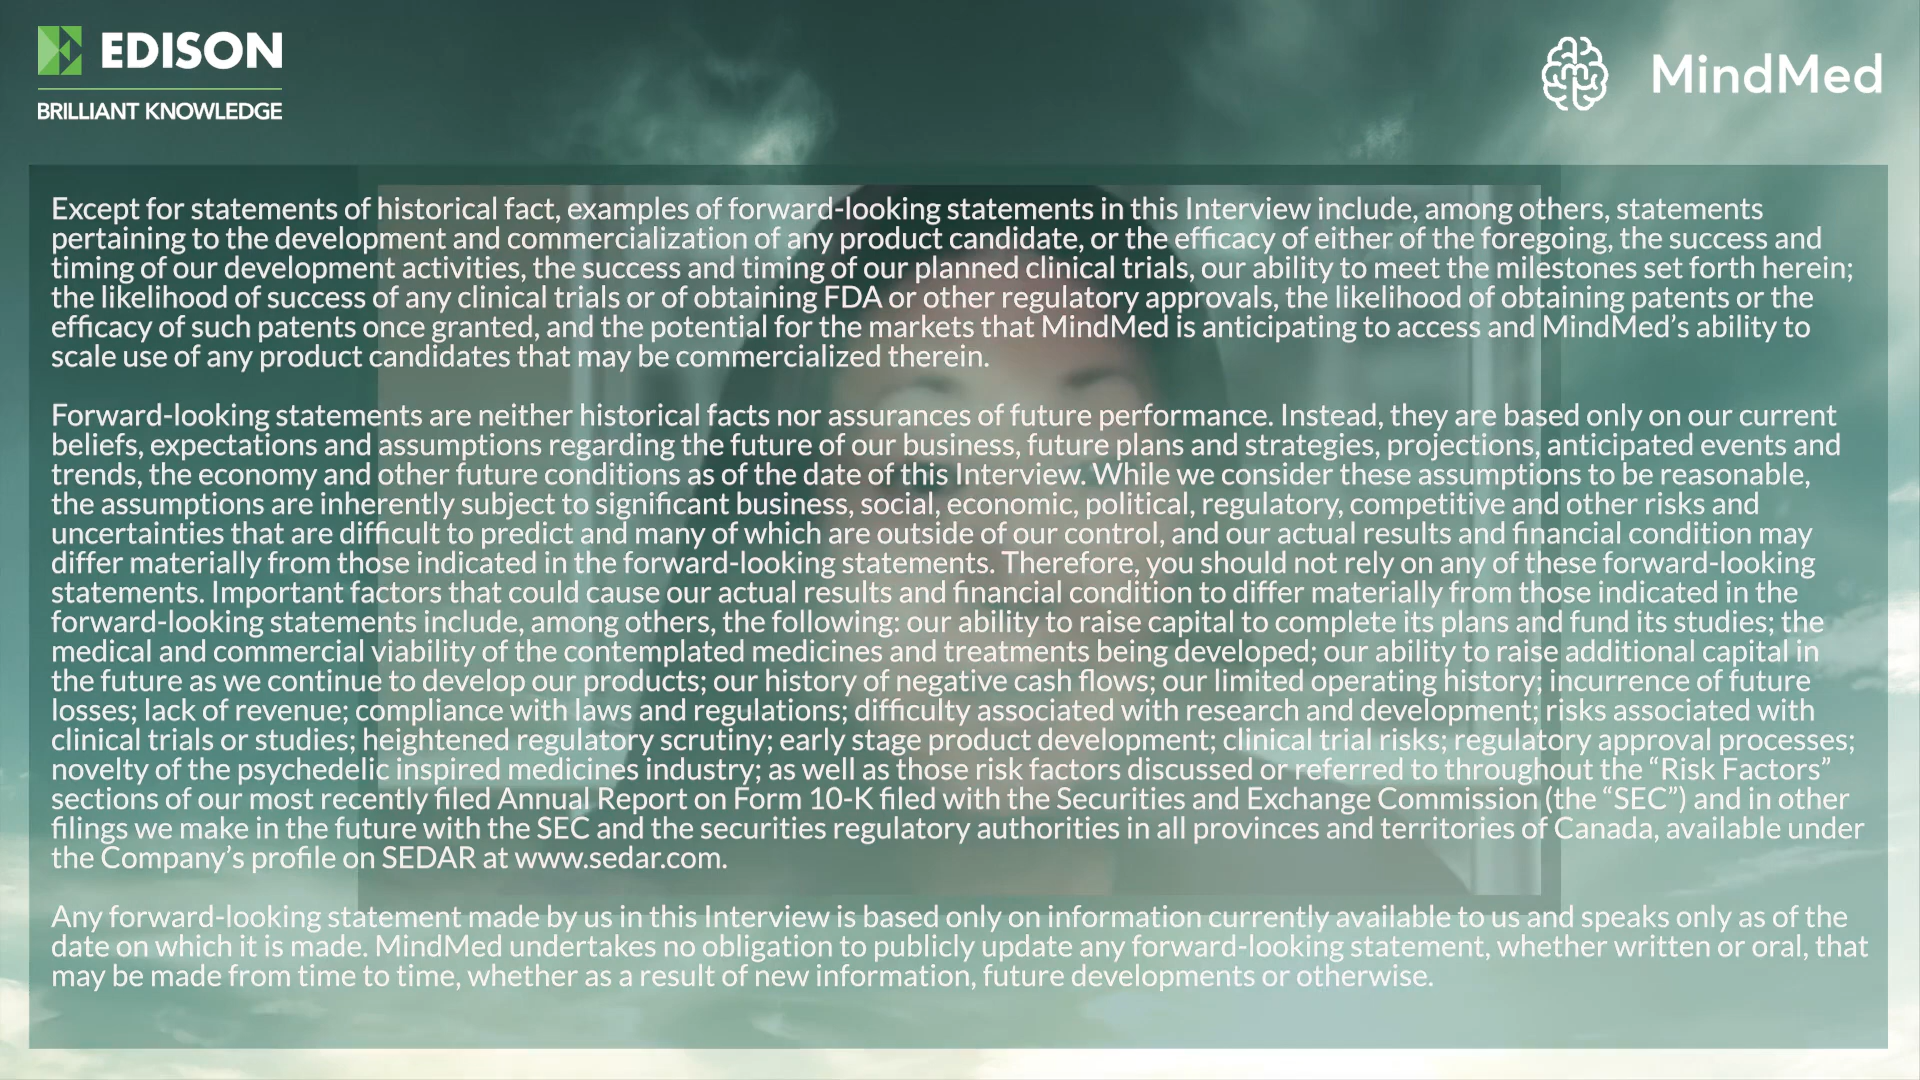 EDISON
BRILLIANT KNOWLEDGE
MindMed
Except for statements of historical fact, examples of forward-looking statements in this Interview include, among others, statements
pertaining to the development and commercialization of any product candidate, or the efficacy of either of the foregoing, the success and
timing of our development activities, the success and timing of our planned clinical trials, our ability to meet the milestones set forth herein;
the likelihood of success of any clinical trials or of obtaining FDA or other regulatory approvals, the likelihood of obtaining patents or the
efficacy of such patents once granted, and the potential for the markets that MindMed is anticipating to access and MindMed’s ability to
scale use of any product candidates that may be commercialized therein.
Forward-looking statements are neither historical facts nor assurances of future performance. Instead, they are based only on our current
beliefs, expectations and assumptions regarding the future of our business, future plans and strategies, projections, anticipated events and
trends, the economy and other future conditions as of the date of this Interview. While we consider these assumptions to be reasonable,
the assumptions are inherently subject to significant business, social, economic, political, regulatory, competitive and other risks and
uncertainties that are difficult to predict and many of which are outside of our control, and our actual results and financial condition may
differ materially from those indicated in the forward-looking statements. Therefore, you should not rely on any of these forward-looking
statements. Important factors that could cause our actual results and financial condition to differ materially from those indicated in the
forward-looking statements include, among others, the following: our ability to raise capital to complete its plans and fund its studies; the
medical and commercial viability of the contemplated medicines and treatments being developed; our ability to raise additional capital in
the future as we continue to develop our products; our history of negative cash flows; our limited operating history; incurrence of future
losses; lack of revenue; compliance with laws and regulations; difficulty associated with research and development; risks associated with
clinical trials or studies; heightened regulatory scrutiny; early stage product development; clinical trial risks; regulatory approval processes;
novelty of the psychedelic inspired medicines industry; as well as those risk factors discussed or referred to throughout the “Risk Factors”
sections of our most recently filed Annual Report on Form 10-K filed with the Securities and Exchange Commission (the “SEC”) and in other
filings we make in the future with the SEC and the securities regulatory authorities in all provinces and territories of Canada, available under
the Company’s profile on SEDAR at www.sedar.com.
Any forward-looking statement made by us in this Interview is based only on information currently available to us and speaks only as of the
date on which it is made. MindMed undertakes no obligation to publicly update any forward-looking statement, whether written or oral, that
may be made from time to time, whether as a result of new information, future developments or otherwise.